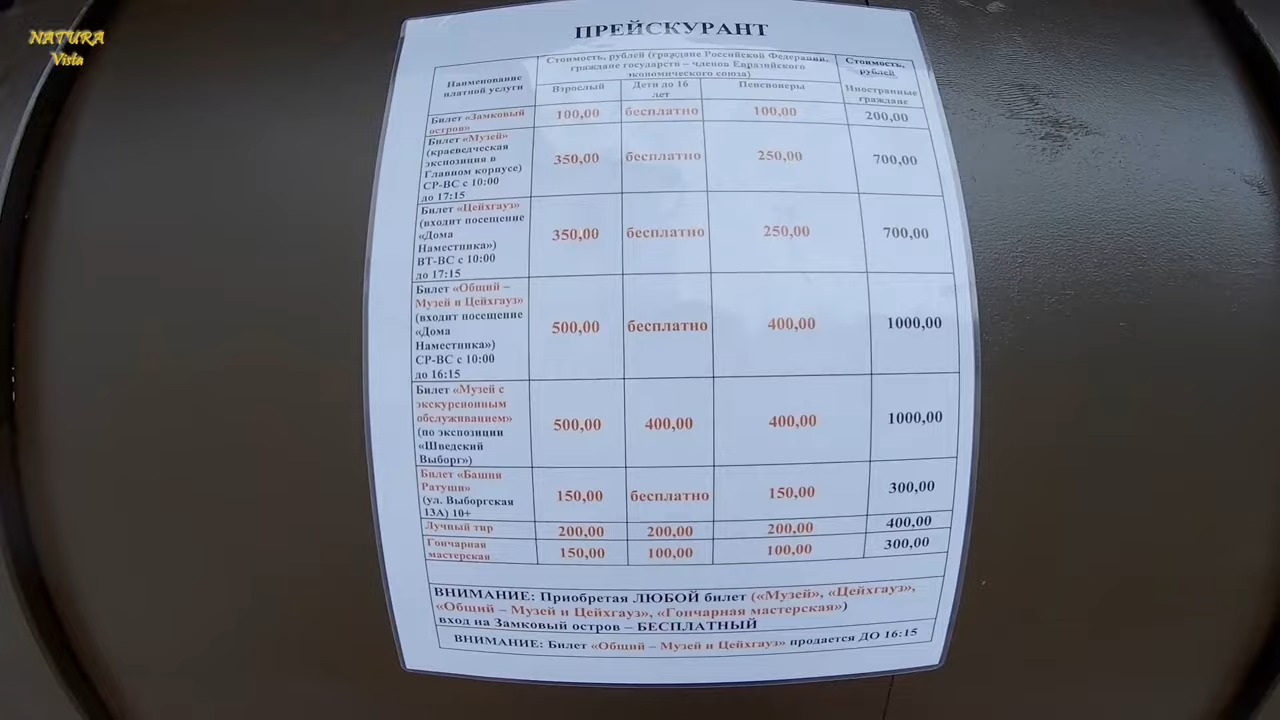 NATURA
Vista
ПРЕЙСКУРАНТ
Наименование
платной услуги
Стоимость, рублей (граждане Российской Федерации,
граждане государств – членов Евразийского
экономического союза)
Стоимость,
рублей
Взрослый
Дети до 16
лет
Пенсионеры
Иностранные
граждане
Билет «Замковый
остров»
100,00
бесплатно
100,00
200,00
Билет «Музей»
(краеведческая
экспозиция в
Главном корпусе)
СР-ВС с 10:00
до 17:15
350,00
бесплатно
250,00
700,00
Билет «Цейхгауз»
(входит посещение
«Дома
Наместника»)
ВТ-ВС с 10:00
до 17:15
350,00
бесплатно
250,00
700,00
Билет «Общий –
Музей и Цейхгауз»
(входит посещение
«Дома
Наместника»)
СР-ВС с 10:00
до 16:15
500,00
бесплатно
400,00
1000,00
Билет «Музей с
экскурсионным
обслуживанием»
(по экспозиции
«Шведский
Выборг»)
500,00
400,00
400,00
1000,00
Билет «Башня
Ратуши»
(ул. Выборгская
13А) 10+
150,00
бесплатно
150,00
300,00
Лучный тир
200,00
200,00
200,00
400,00
Гончарная
мастерская
150,00
100,00
100,00
300,00
ВНИМАНИЕ: Приобретая ЛЮБОЙ билет («Музей», «Цейхгауз»,
«Общий – Музей и Цейхгауз», «Гончарная мастерская»)
вход на Замковый остров – БЕСПЛАТНЫЙ
ВНИМАНИЕ: Билет «Общий – Музей и Цейхгауз» продается ДО 16:15